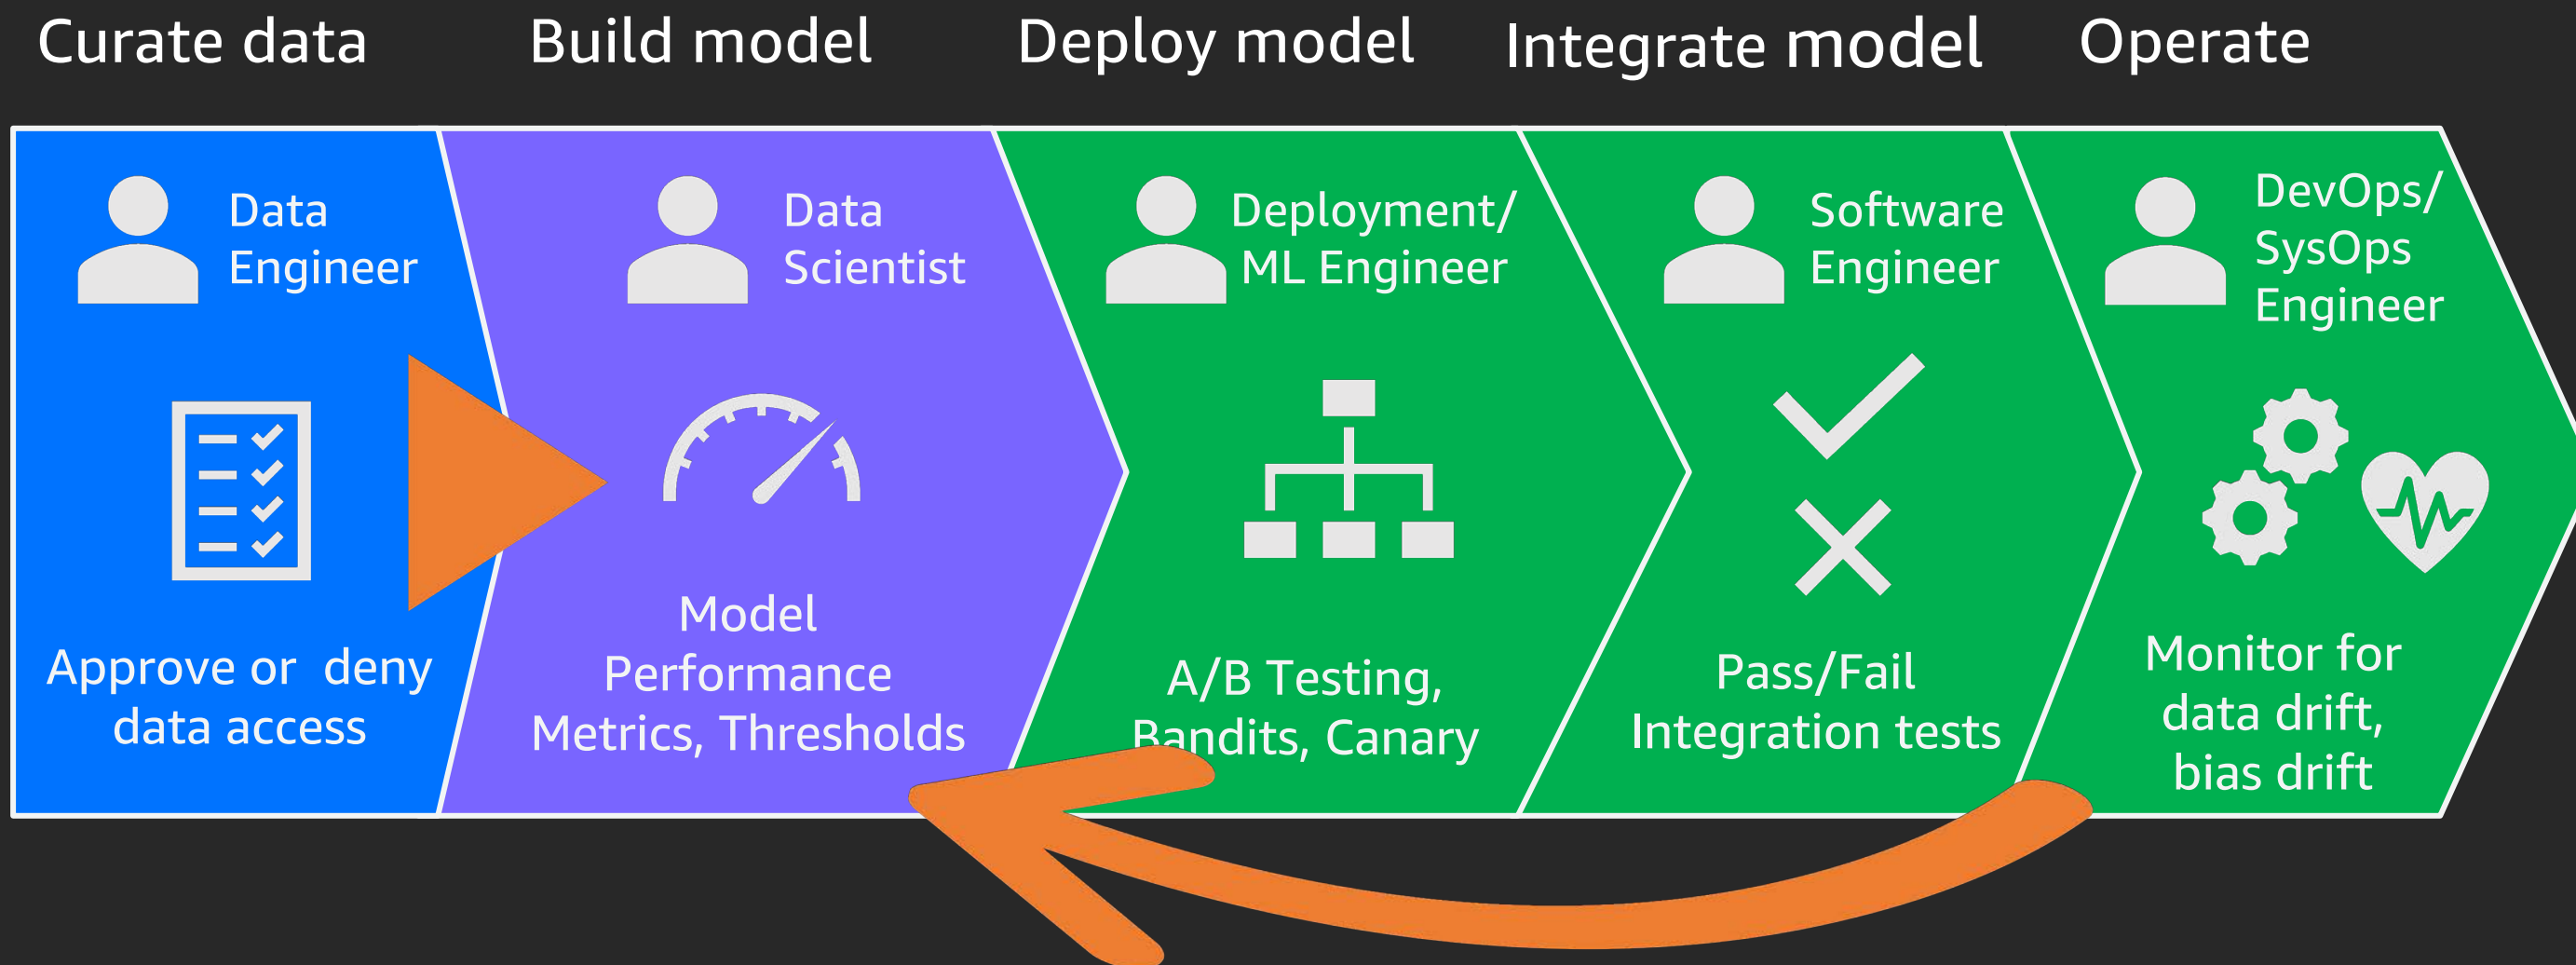 Curate data
Build model
Deploy model
Integrate model
Operate
Data
Engineer
Approve or deny
data access
Data
Scientist
Model
Performance
Metrics, Thresholds
Deployment/
ML Engineer
A/B Testing,
Bandits, Canary
Software
Engineer
Pass/Fail
Integration tests
DevOps/
SysOps
Engineer
Monitor for
data drift,
bias drift